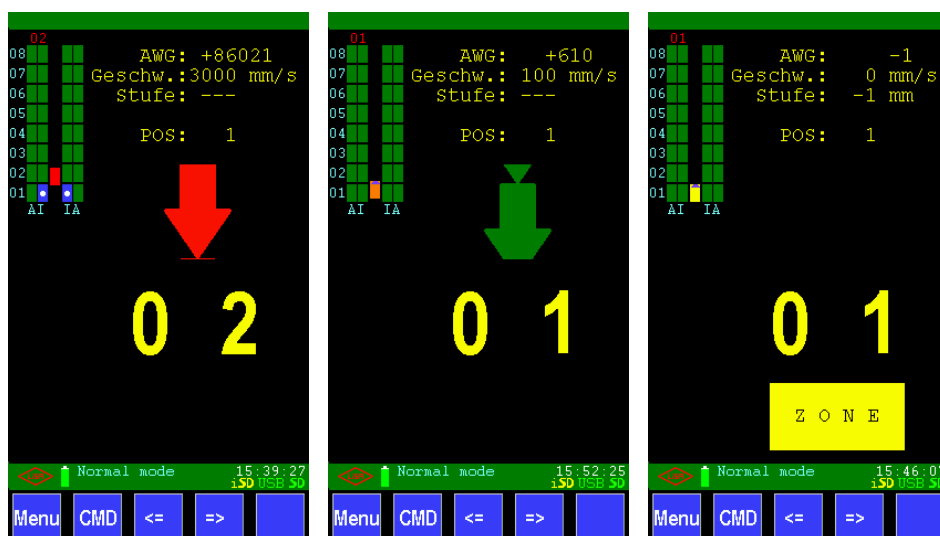 02
08
AWG: +86021
07
Geschw.:3000 mm/s
06
Stufe: ---
05
04
POS: 1
03
02
01
AI IA
0 2
Normal mode 15:39:27
iSD USB SD
Menu CMD <= =>
01
08
AWG: +610
07
Geschw.: 100 mm/s
06
Stufe: ---
05
04
POS: 1
03
02
01
AI IA
0 1
Normal mode 15:52:25
iSD USB SD
Menu CMD <= =>
01
08
AWG: -1
07
Geschw.: 0 mm/s
06
Stufe: -1 mm
05
04
POS: 1
03
02
01
AI IA
0 1
Z O N E
Normal mode
iSD USB SD
Menu CMD <= =>